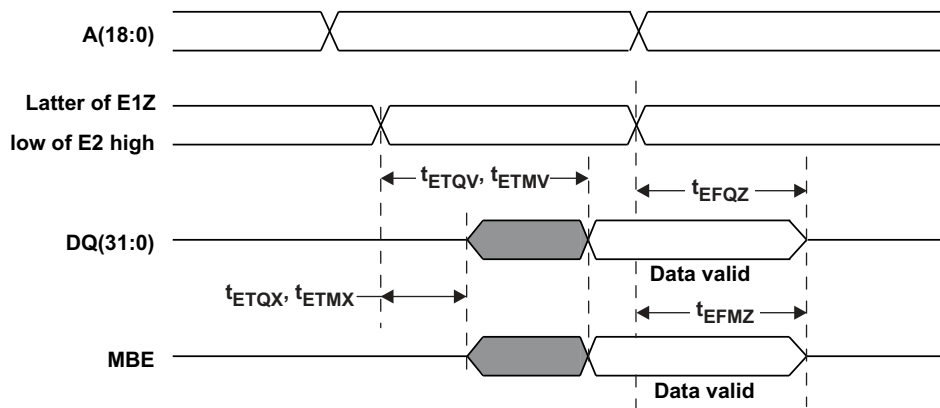 A(18:0)
Latter of E1Z
low of E2 high
tETQV, tETMV
tEFQZ
DQ(31:0)
Data valid
tETQX, tETMX
tEFMZ
MBE
Data valid